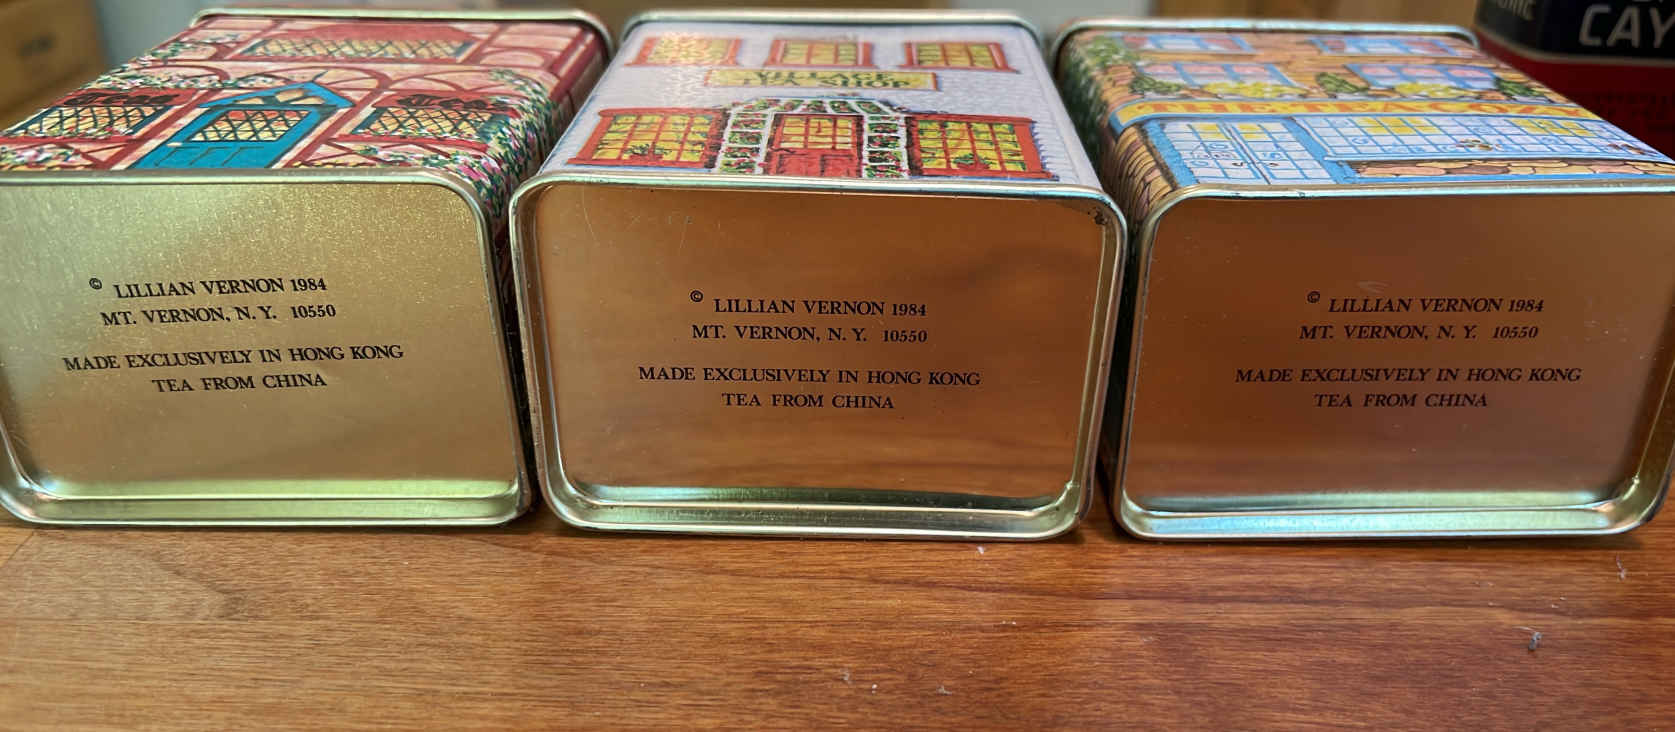 CAY
VILLAGE
TEA SHOP
THE TEA COZY
© LILLIAN VERNON 1984
MT. VERNON, N. Y. 10550
MADE EXCLUSIVELY IN HONG KONG
TEA FROM CHINA
© LILLIAN VERNON 1984
MT. VERNON, N. Y. 10550
MADE EXCLUSIVELY IN HONG KONG
TEA FROM CHINA
© LILLIAN VERNON 1984
MT. VERNON, N. Y. 10550
MADE EXCLUSIVELY IN HONG KONG
TEA FROM CHINA